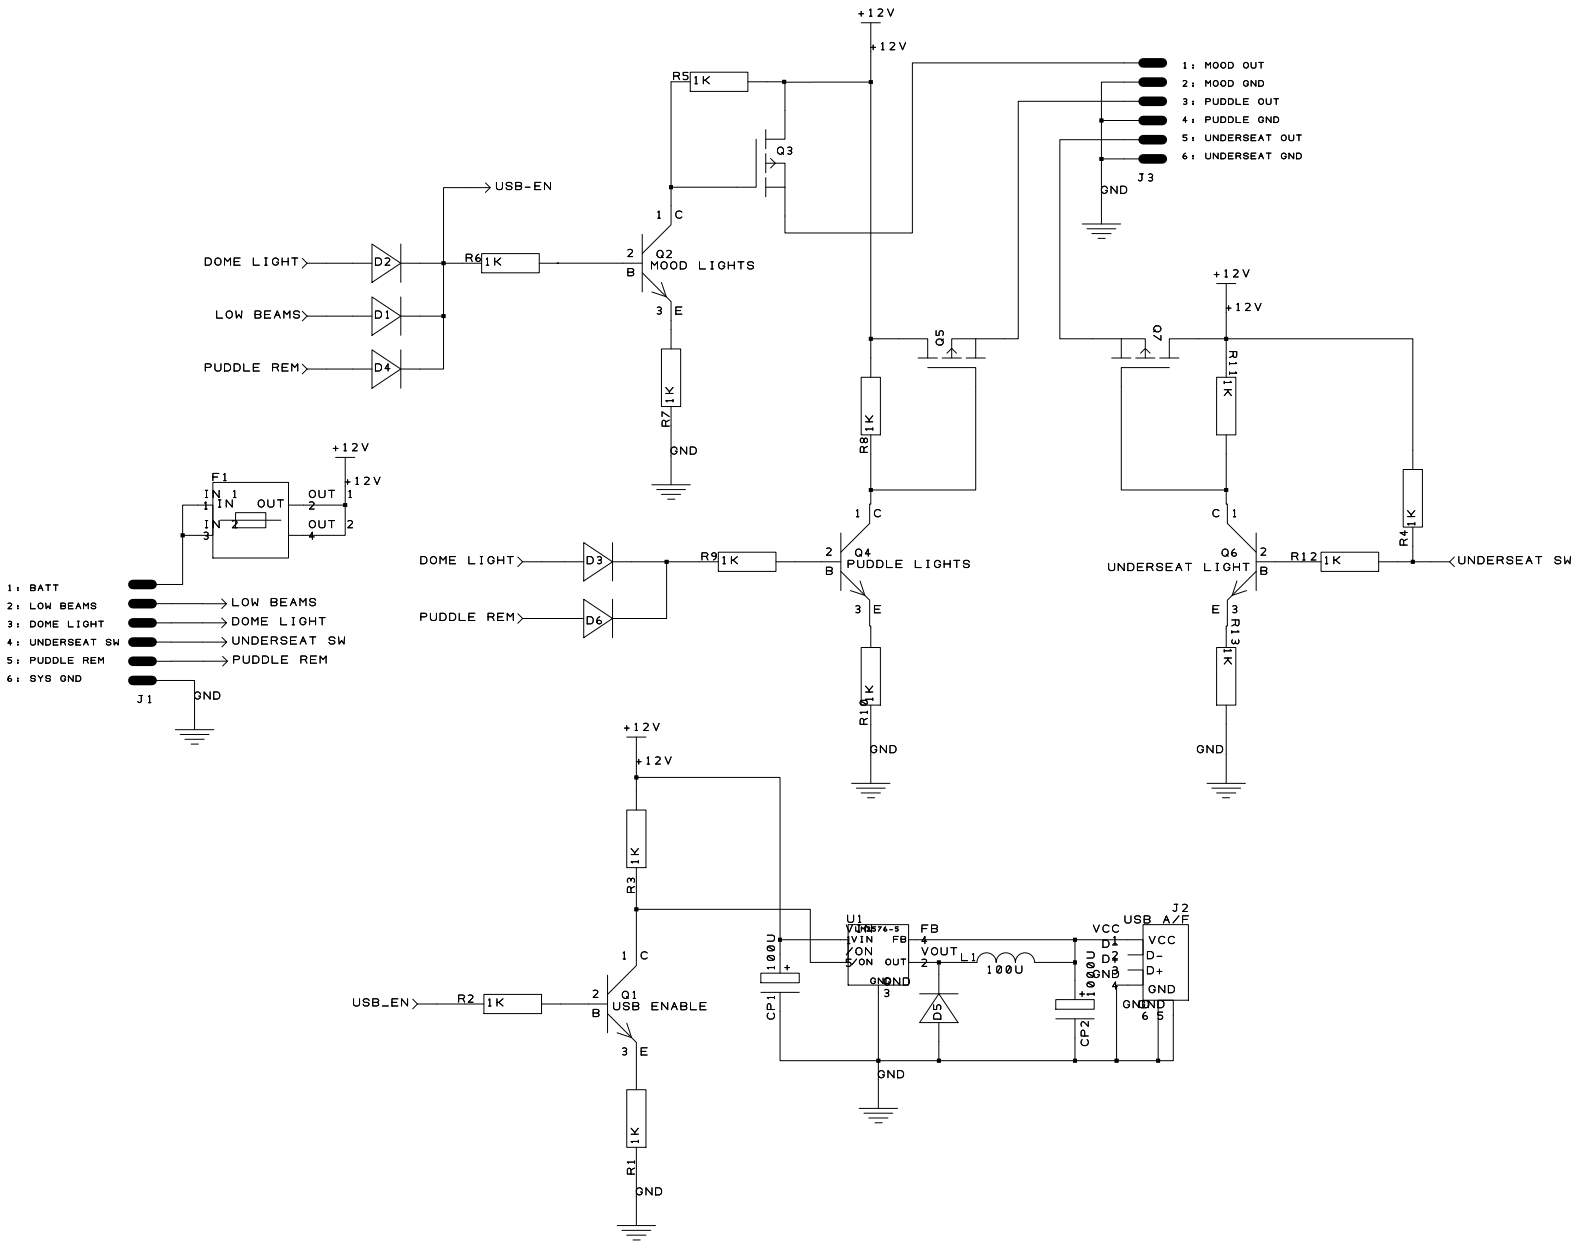 +12V
+12V
R5 1K
1: MOOD OUT
2: MOOD GND
3: PUDDLE OUT
4: PUDDLE GND
5: UNDERSEAT OUT
6: UNDERSEAT GND
J3
GND
Q3
USB-EN
1 C
2
B
Q2
MOOD LIGHTS
3 E
DOME LIGHT
D2
R6 1K
LOW BEAMS
D1
PUDDLE REM
D4
R7 1K
GND
+12V
+12V
Q5
Q7
R11 1K
R8 1K
R4 1K
+12V
+12V
F1
IN 1
1
IN
OUT
OUT 1
2
IN 2
3
OUT 2
4
1: BATT
2: LOW BEAMS
3: DOME LIGHT
4: UNDERSEAT SW
5: PUDDLE REM
6: SYS GND
J1
LOW BEAMS
DOME LIGHT
UNDERSEAT SW
PUDDLE REM
GND
DOME LIGHT
D3
R9 1K
PUDDLE REM
D6
1 C
2
B
Q4
PUDDLE LIGHTS
3 E
R10 1K
GND
C 1
Q6
UNDERSEAT LIGHT
2
B
R12 1K
UNDERSEAT SW
E 3
R13 1K
GND
+12V
+12V
R3 1K
1 C
USB_EN
R2 1K
2
B
Q1
USB ENABLE
3 E
R1 1K
GND
100U
+
CP1
U1
VIN
FB
FB
4
/ON
5
/ON
OUT
VOUT
2
GND
GND
3
L1
100U
D5
1000U
+
CP2
J2
USB A/F
VCC
1
VCC
D-
2
D-
D+
3
D+
GND
4
GND
GND
6
GND
5
GND